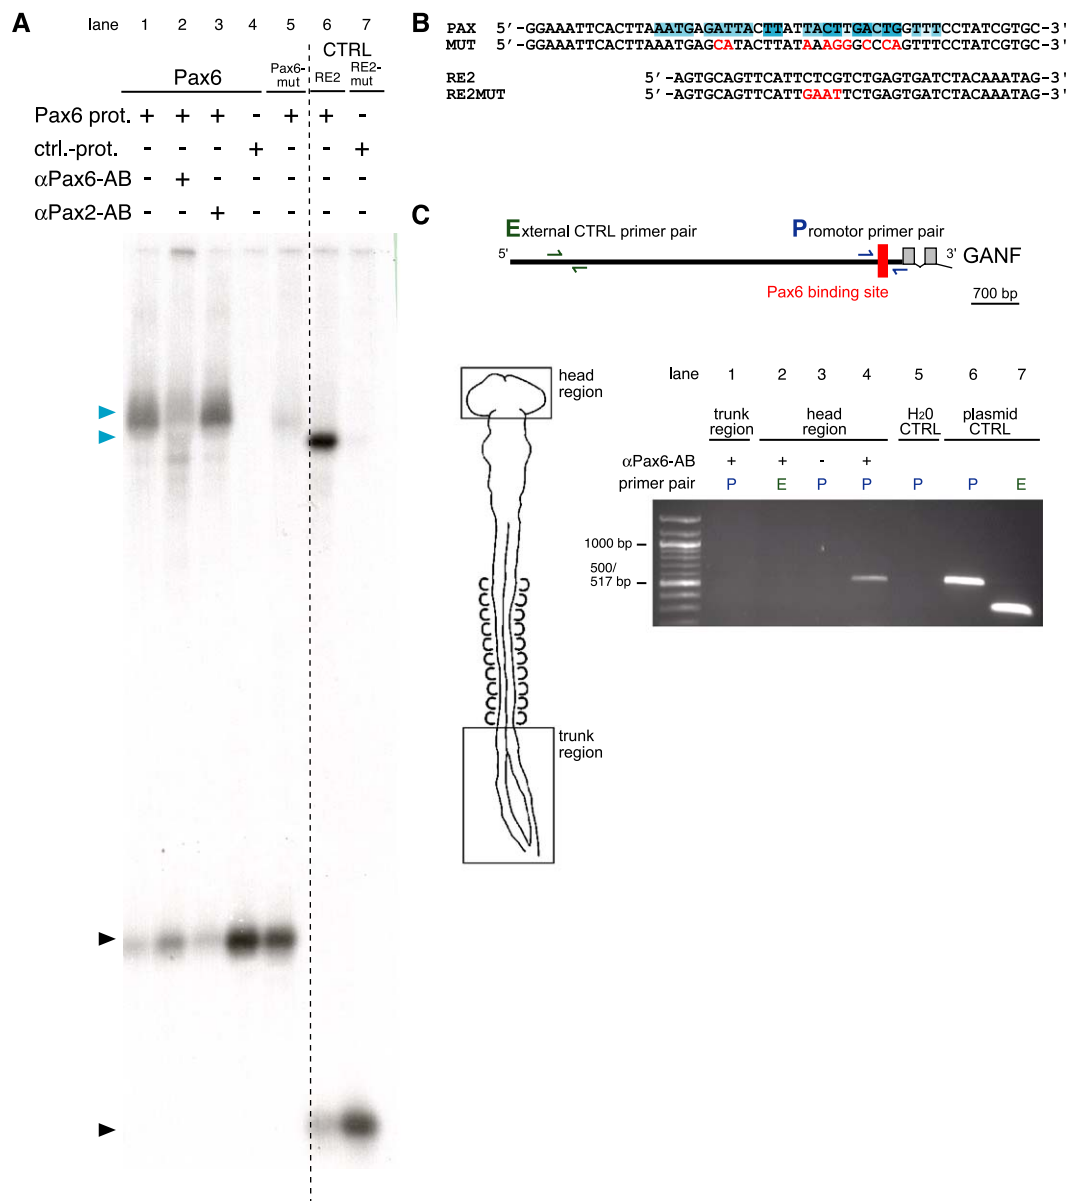 A
lane 1 2 3 4 5 6 7
CTRL
Pax6 Pax6-mut RE2 RE2-mut
Pax6 prot. + + + - + + -
ctrl.-prot. - - - + - - +
αPax6-AB - + - - - - -
αPax2-AB - - + - - - -
B
PAX 5'-GGAAATTCACTTAAATGAGATTACTTATTACTTGACTGGTTTCCTATCGTGC-3'
MUT 5'-GGAAATTCACTTAAATGAGCATACTTATAAAGGGCCCAGTTTCCTATCGTGC-3'
RE2 5'-AGTGCAGTTCATTCTCGTCTGAGTGATCTACAAATAG-3'
RE2MUT 5'-AGTGCAGTTCATTGAATTCTGAGTGATCTACAAATAG-3'
C
External CTRL primer pair Promotor primer pair
5' 3' GANF
Pax6 binding site 700 bp
head region
lane 1 2 3 4 5 6 7
trunk region head region H20 CTRL plasmid CTRL
αPax6-AB + + - +
primer pair P E P P P P E
1000 bp
500/
517 bp
trunk region